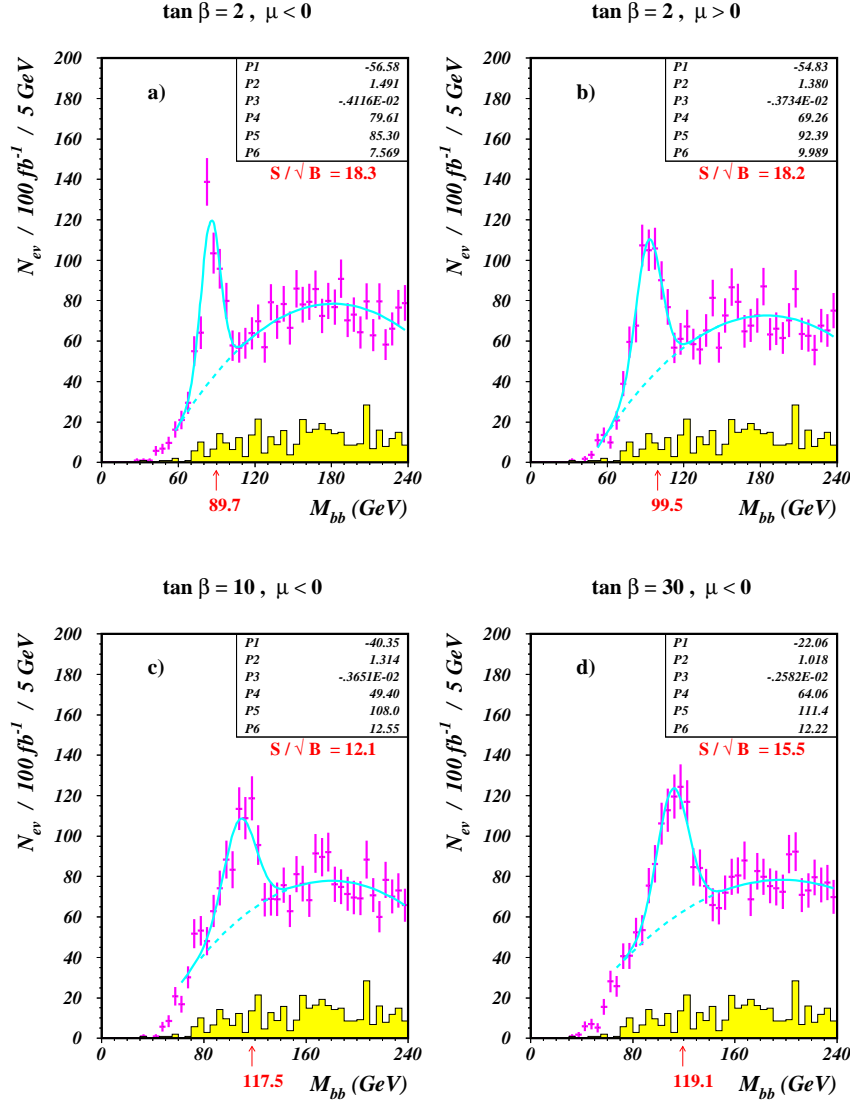 tan β = 2 , μ < 0
N_ev / 100 fb^-1 / 5 GeV
200
180
160
140
120
100
80
60
40
20
0
a)
P1 -56.58
P2 1.491
P3 -.4116E-02
P4 79.61
P5 85.30
P6 7.569
S / √ B = 18.3
0 60 120 180 240
89.7
M_bb (GeV)
tan β = 2 , μ > 0
N_ev / 100 fb^-1 / 5 GeV
200
180
160
140
120
100
80
60
40
20
0
b)
P1 -54.83
P2 1.380
P3 -.3734E-02
P4 69.26
P5 92.39
P6 9.989
S / √ B = 18.2
0 60 120 180 240
99.5
M_bb (GeV)
tan β = 10 , μ < 0
N_ev / 100 fb^-1 / 5 GeV
200
180
160
140
120
100
80
60
40
20
0
c)
P1 -40.35
P2 1.314
P3 -.3651E-02
P4 49.40
P5 108.0
P6 12.55
S / √ B = 12.1
0 80 160 240
117.5
M_bb (GeV)
tan β = 30 , μ < 0
N_ev / 100 fb^-1 / 5 GeV
200
180
160
140
120
100
80
60
40
20
0
d)
P1 -22.06
P2 1.018
P3 -.2582E-02
P4 64.06
P5 111.4
P6 12.22
S / √ B = 15.5
0 80 160 240
119.1
M_bb (GeV)